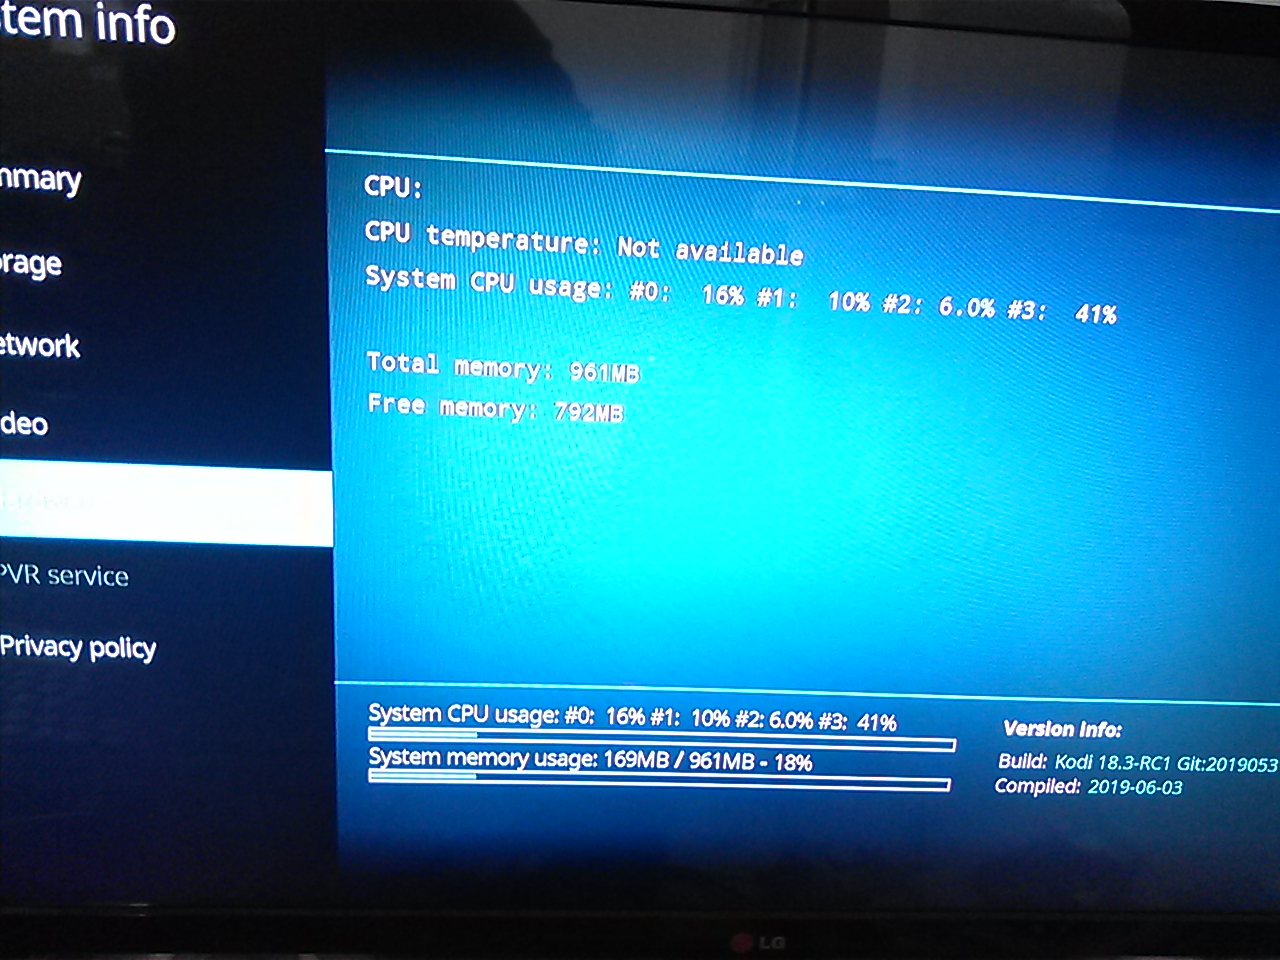 tem info
mmary
rage
etwork
deo
PVR service
Privacy policy
CPU:
CPU temperature: Not available
System CPU usage: #0: 16% #1: 10% #2: 6.0% #3: 41%
Total memory: 961MB
Free memory: 792MB
System CPU usage: #0: 16% #1: 10% #2: 6.0% #3: 41%
System memory usage: 169MB / 961MB - 18%
Version info:
Build: Kodi 18.3-RC1 Git:2019053
Compiled: 2019-06-03
LG